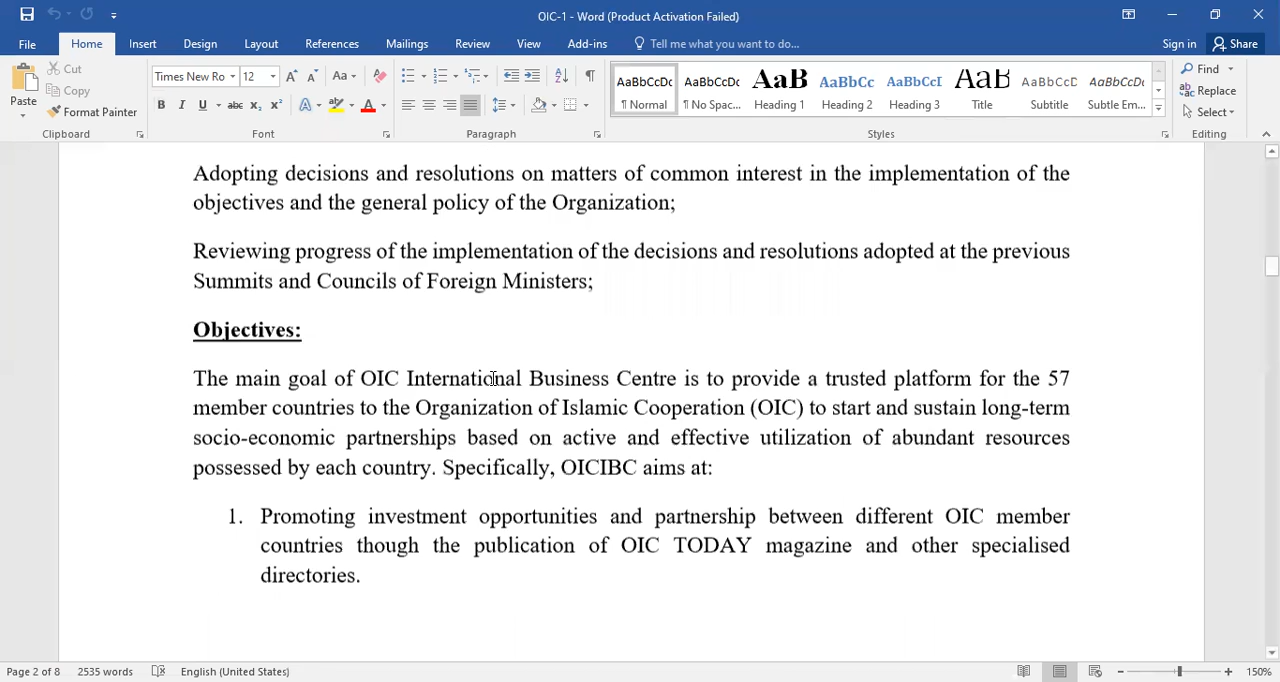 OIC-1 - Word (Product Activation Failed)
File Home Insert Design Layout References Mailings Review View Add-ins Tell me what you want to do... Sign in Share
Paste Cut Copy Format Painter
Times New Ro 12
AaBbCcDc AaBbCcDc AaB AaBbCc AaBbCcI AaB AaBbCcD AaBbCcDc
¶ Normal ¶ No Spac... Heading 1 Heading 2 Heading 3 Title Subtitle Subtle Em...
Find Replace Select
Clipboard Font Paragraph Styles Editing
Adopting decisions and resolutions on matters of common interest in the implementation of the
objectives and the general policy of the Organization;
Reviewing progress of the implementation of the decisions and resolutions adopted at the previous
Summits and Councils of Foreign Ministers;
Objectives:
The main goal of OIC International Business Centre is to provide a trusted platform for the 57
member countries to the Organization of Islamic Cooperation (OIC) to start and sustain long-term
socio-economic partnerships based on active and effective utilization of abundant resources
possessed by each country. Specifically, OICIBC aims at:
1. Promoting investment opportunities and partnership between different OIC member
countries though the publication of OIC TODAY magazine and other specialised
directories.
Page 2 of 8 2535 words English (United States) 150%